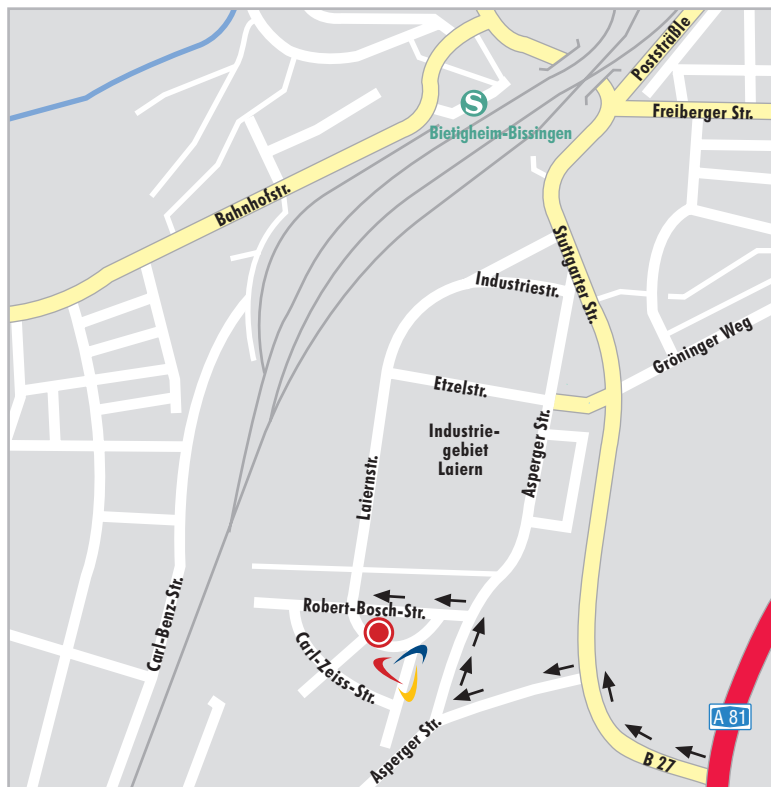 Poststräßle
Freiberger Str.
S
Bietigheim-Bissingen
Bahnhofstr.
Stuttgarter Str.
Industriestr.
Gröninger Weg
Etzelstr.
Industrie-
gebiet
Laiern
Asperger Str.
Laiernstr.
Carl-Benz-Str.
Robert-Bosch-Str.
Carl-Zeiss-Str.
Asperger Str.
A 81
B 27